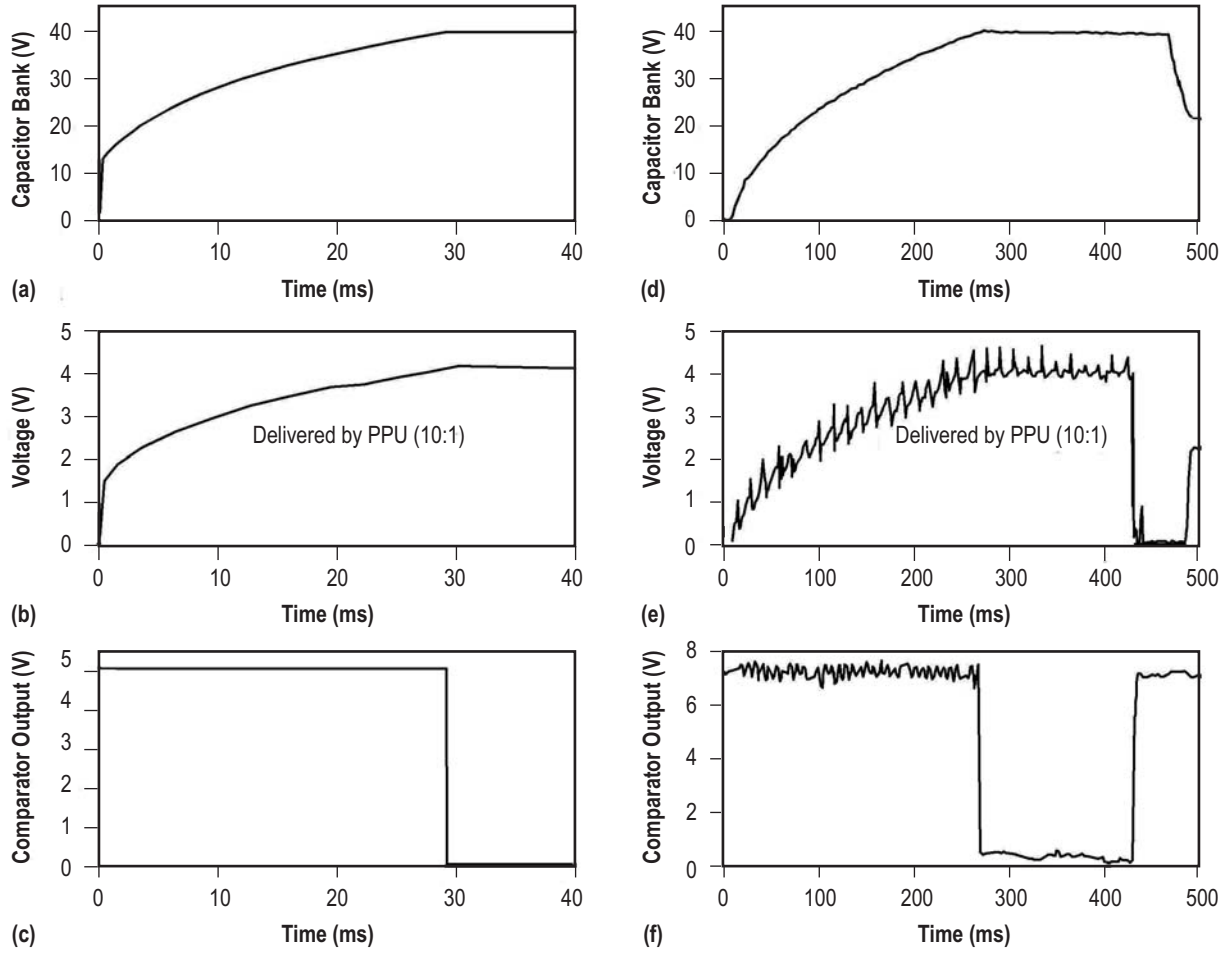 Capacitor Bank (V)
40
30
20
10
0
0 10 20 30 40
(a) Time (ms)
Voltage (V)
5
4
3
2
1
0
Delivered by PPU (10:1)
0 10 20 30 40
(b) Time (ms)
Comparator Output (V)
5
4
3
2
1
0
0 10 20 30 40
(c) Time (ms)
Capacitor Bank (V)
40
30
20
10
0
0 100 200 300 400 500
(d) Time (ms)
Voltage (V)
5
4
3
2
1
0
Delivered by PPU (10:1)
0 100 200 300 400 500
(e) Time (ms)
Comparator Output (V)
8
6
4
2
0
0 100 200 300 400 500
(f) Time (ms)